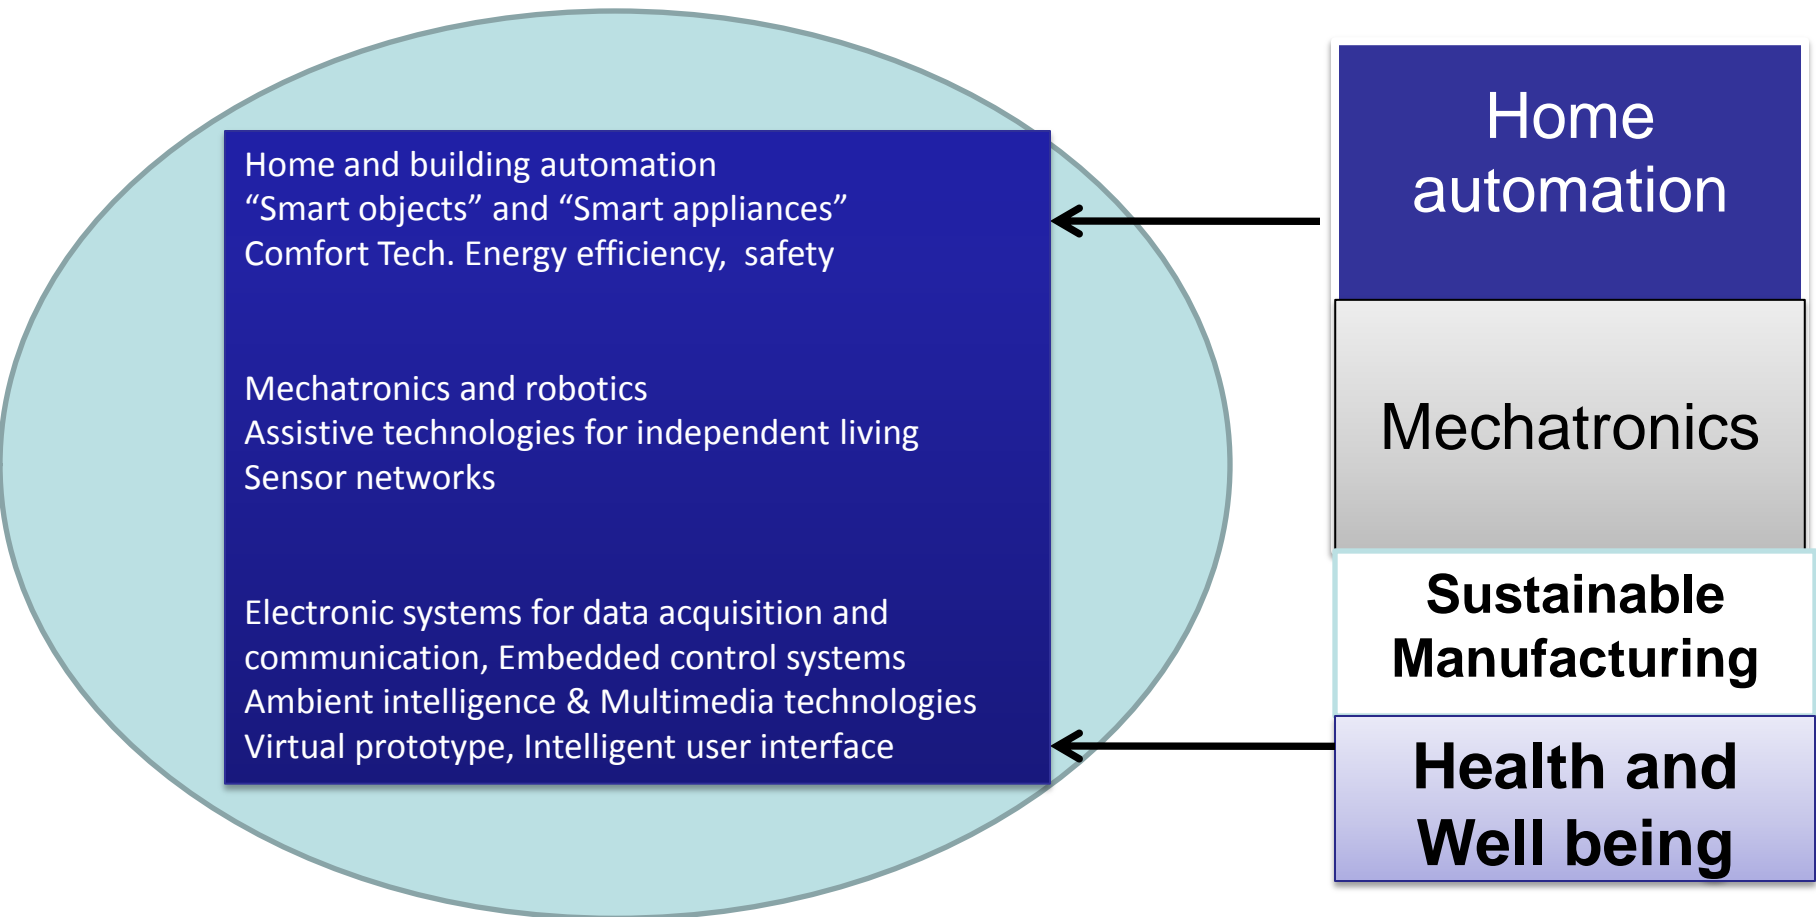 Home and building automation
“Smart objects” and “Smart appliances”
Comfort Tech. Energy efficiency,  safety
Mechatronics and robotics
Assistive technologies for independent living
Sensor networks
Electronic systems for data acquisition and
communication, Embedded control systems
Ambient intelligence & Multimedia technologies
Virtual prototype, Intelligent user interface
Home
automation
Mechatronics
Sustainable
Manufacturing
Health and
Well being